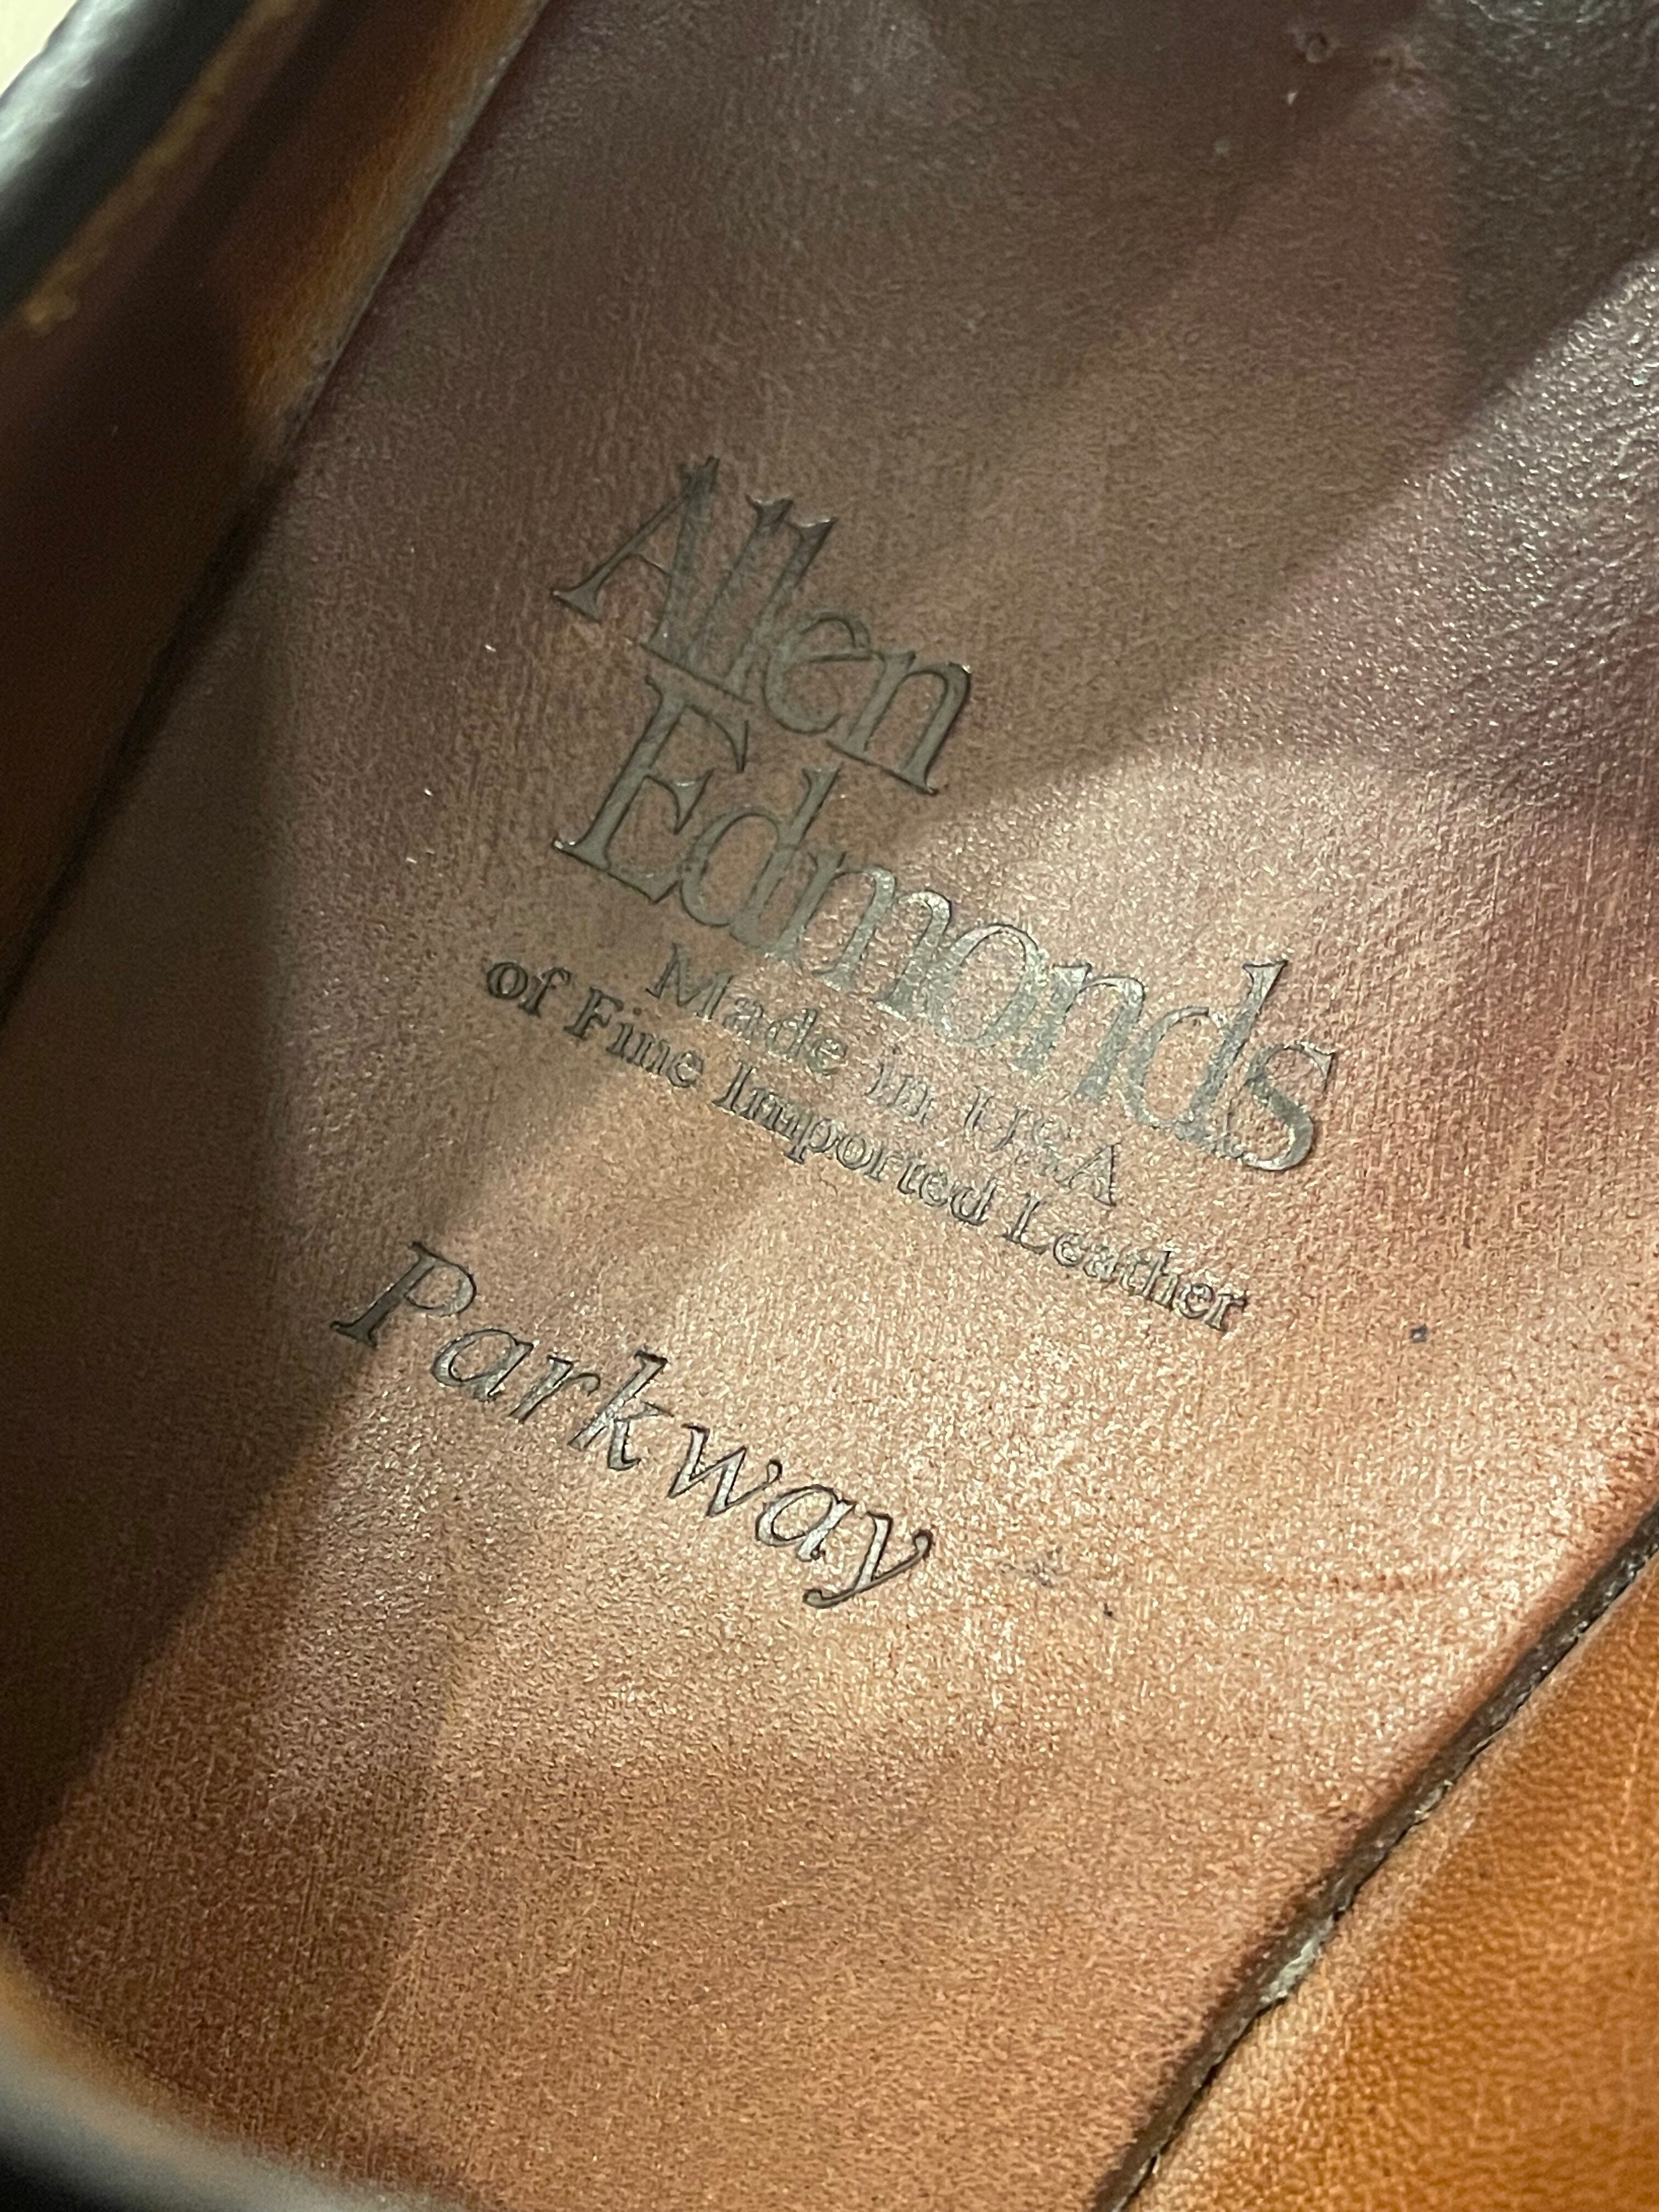 Allen
Edmonds
Made in USA
of Fine Imported Leather
Parkway